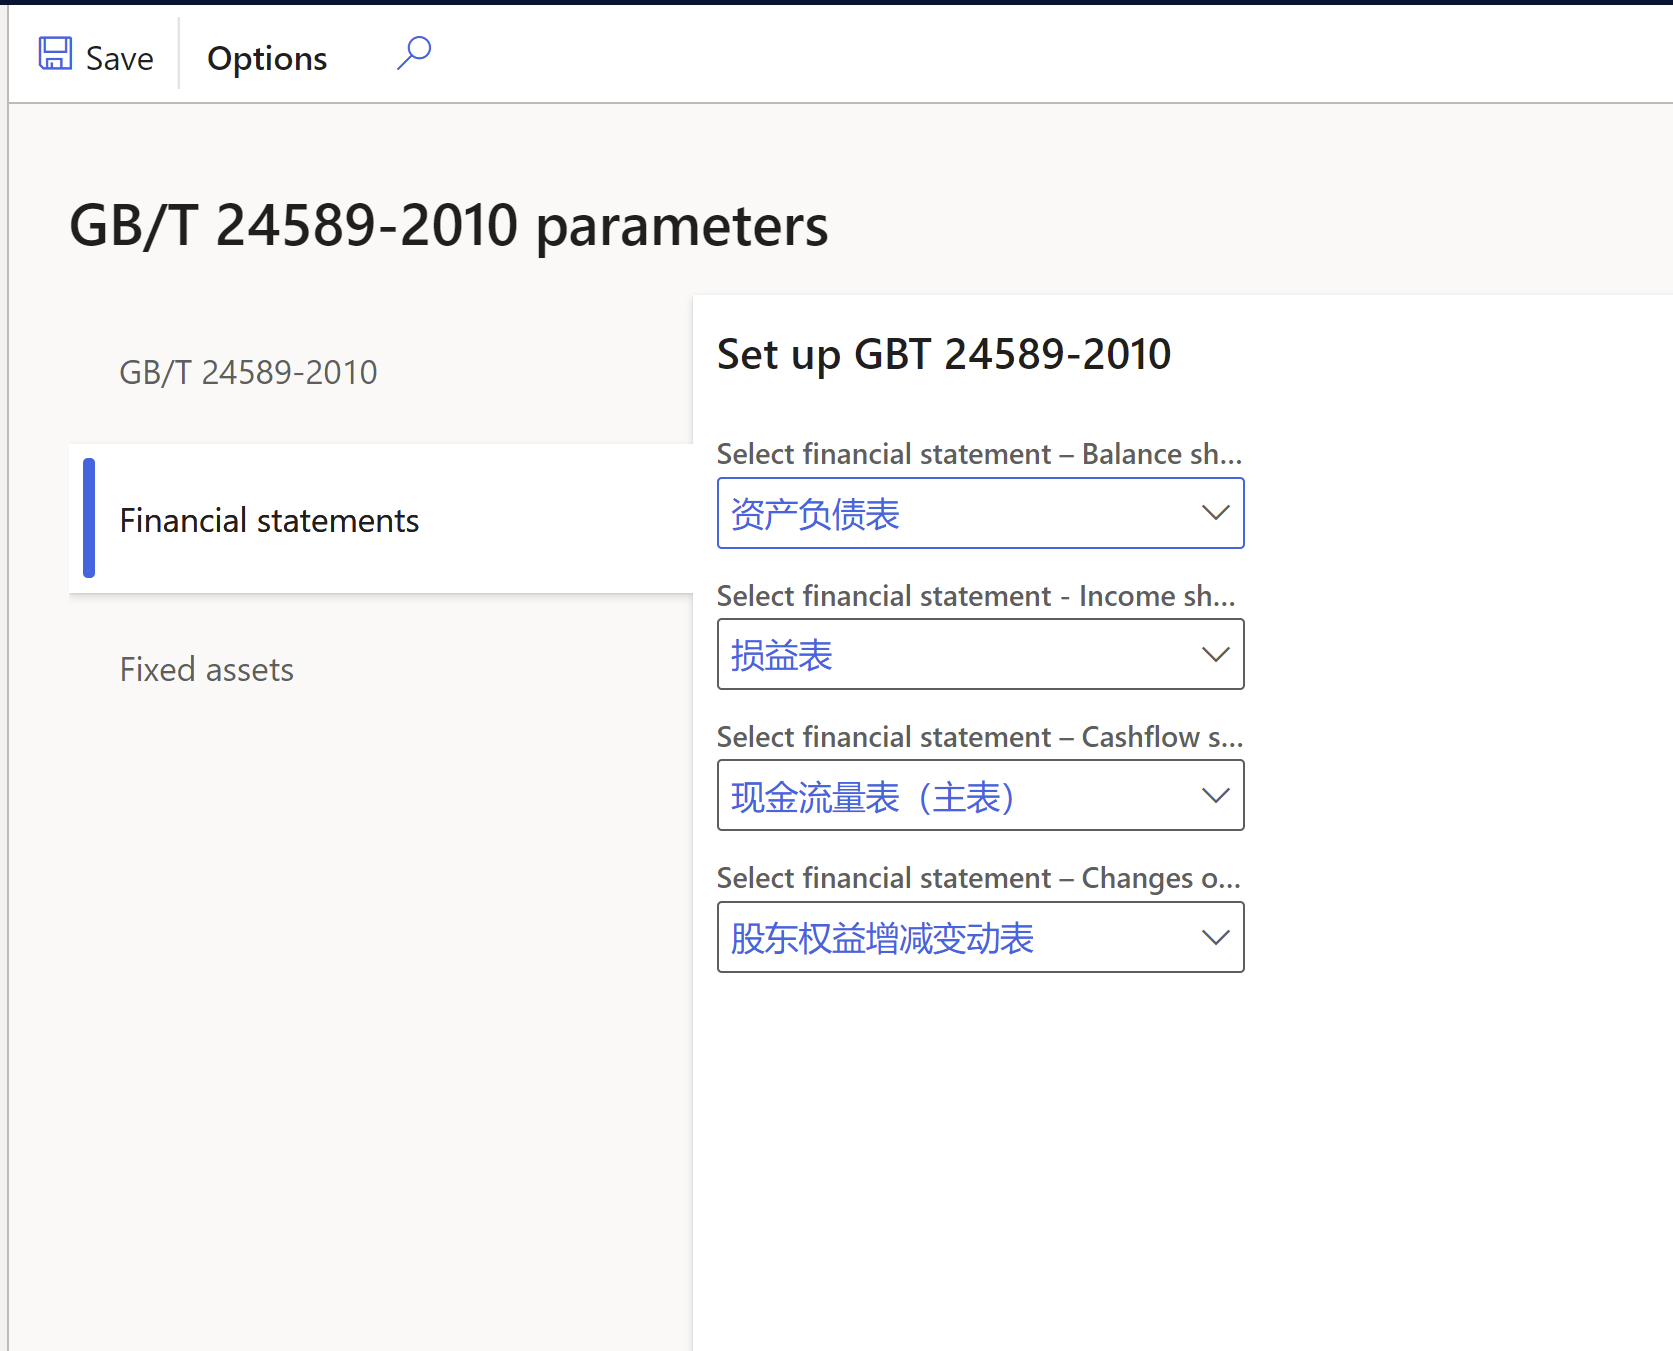 Save
Options
GB/T 24589-2010 parameters
GB/T 24589-2010
Financial statements
Fixed assets
Set up GBT 24589-2010
Select financial statement – Balance sh...
资产负债表
Select financial statement - Income sh...
损益表
Select financial statement – Cashflow s...
现金流量表（主表）
Select financial statement – Changes o...
股东权益增减变动表